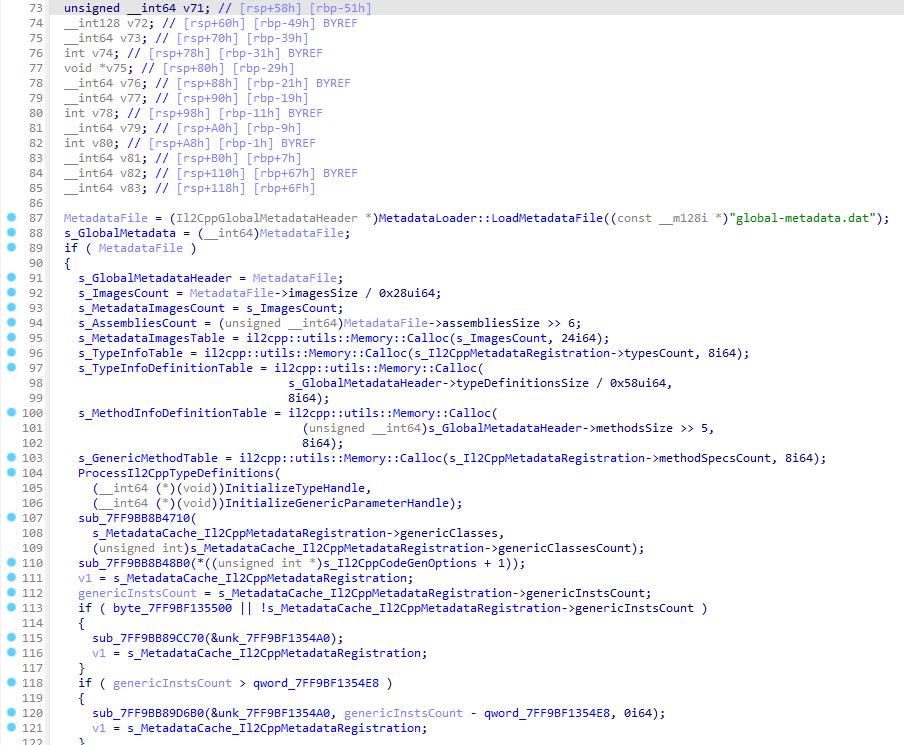 73 unsigned __int64 v71; // [rsp+58h] [rbp-51h]
74 __int128 v72; // [rsp+60h] [rbp-49h] BYREF
75 __int64 v73; // [rsp+70h] [rbp-39h]
76 int v74; // [rsp+78h] [rbp-31h] BYREF
77 void *v75; // [rsp+80h] [rbp-29h]
78 __int64 v76; // [rsp+88h] [rbp-21h] BYREF
79 __int64 v77; // [rsp+90h] [rbp-19h]
80 int v78; // [rsp+98h] [rbp-11h] BYREF
81 __int64 v79; // [rsp+A0h] [rbp-9h]
82 int v80; // [rsp+A8h] [rbp-1h] BYREF
83 __int64 v81; // [rsp+B0h] [rbp+7h]
84 __int64 v82; // [rsp+110h] [rbp+67h] BYREF
85 __int64 v83; // [rsp+118h] [rbp+6Fh]
86
87 MetadataFile = (Il2CppGlobalMetadataHeader *)MetadataLoader::LoadMetadataFile((const __m128i *)"global-metadata.dat");
88 s_GlobalMetadata = (__int64)MetadataFile;
89 if ( MetadataFile )
90 {
91 s_GlobalMetadataHeader = MetadataFile;
92 s_ImagesCount = MetadataFile->imagesSize / 0x28ui64;
93 s_MetadataImagesCount = s_ImagesCount;
94 s_AssembliesCount = (unsigned __int64)MetadataFile->assembliesSize >> 6;
95 s_MetadataImagesTable = il2cpp::utils::Memory::Calloc(s_ImagesCount, 24i64);
96 s_TypeInfoTable = il2cpp::utils::Memory::Calloc(s_Il2CppMetadataRegistration->typesCount, 8i64);
97 s_TypeInfoDefinitionTable = il2cpp::utils::Memory::Calloc(
98 s_GlobalMetadataHeader->typeDefinitionsSize / 0x58ui64,
99 8i64);
100 s_MethodInfoDefinitionTable = il2cpp::utils::Memory::Calloc(
101 (unsigned __int64)s_GlobalMetadataHeader->methodsSize >> 5,
102 8i64);
103 s_GenericMethodTable = il2cpp::utils::Memory::Calloc(s_Il2CppMetadataRegistration->methodSpecsCount, 8i64);
104 ProcessIl2CppTypeDefinitions(
105 (__int64 (*)(void))InitializeTypeHandle,
106 (__int64 (*)(void))InitializeGenericParameterHandle);
107 sub_7FF9BB8B4710(
108 s_MetadataCache_Il2CppMetadataRegistration->genericClasses,
109 (unsigned int)s_MetadataCache_Il2CppMetadataRegistration->genericClassesCount);
110 sub_7FF9BB8B48B0(*((unsigned int *)s_Il2CppCodeGenOptions + 1));
111 v1 = s_MetadataCache_Il2CppMetadataRegistration;
112 genericInstsCount = s_MetadataCache_Il2CppMetadataRegistration->genericInstsCount;
113 if ( byte_7FF9BF135500 || !s_MetadataCache_Il2CppMetadataRegistration->genericInstsCount )
114 {
115 sub_7FF9BB89CC70(&unk_7FF9BF1354A0);
116 v1 = s_MetadataCache_Il2CppMetadataRegistration;
117 }
118 if ( genericInstsCount > qword_7FF9BF1354E8 )
119 {
120 sub_7FF9BB89D6B0(&unk_7FF9BF1354A0, genericInstsCount - qword_7FF9BF1354E8, 0i64);
121 v1 = s_MetadataCache_Il2CppMetadataRegistration;
122 }